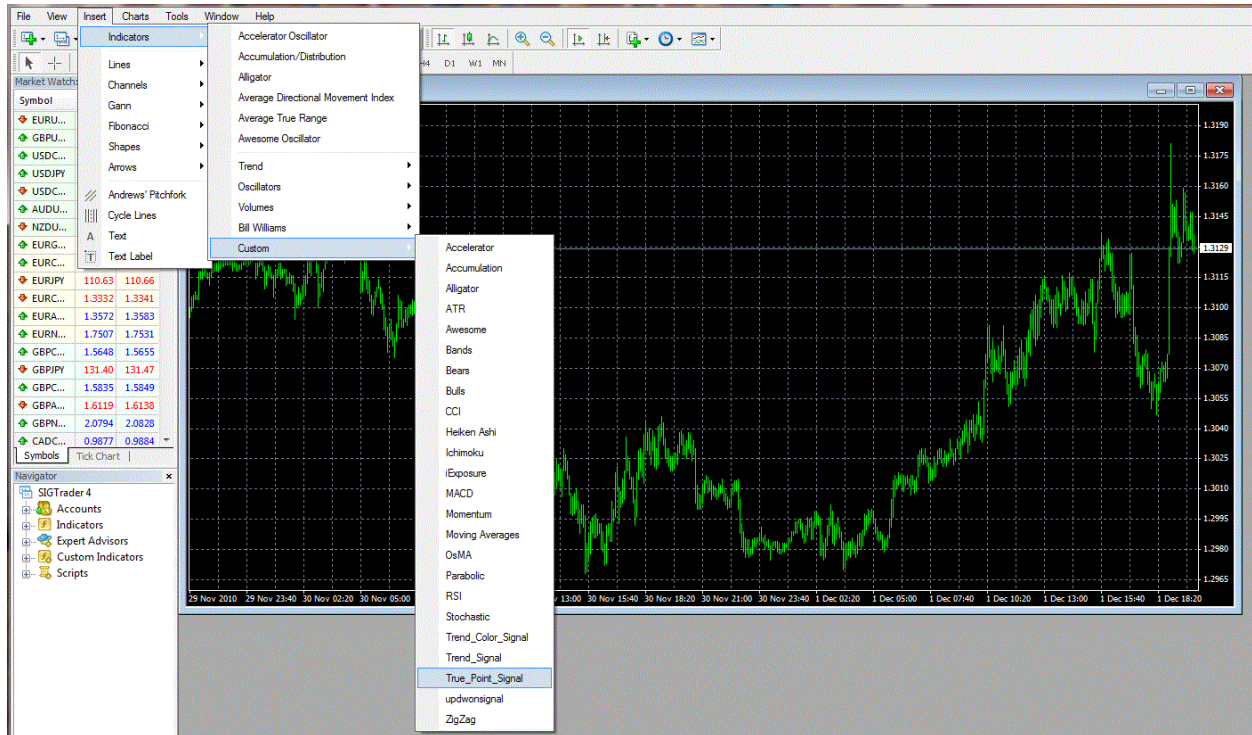 File View Insert Charts Tools Window Help
Indicators
Lines
Channels
Gann
Fibonacci
Shapes
Arrows
Andrews' Pitchfork
Cycle Lines
Text
A
T
Text Label
Accelerator Oscillator
Accumulation/Distribution
Alligator
Average Directional Movement Index
Average True Range
Awesome Oscillator
Trend
Oscillators
Volumes
Bill Williams
Custom
Accelerator
Accumulation
Alligator
ATR
Awesome
Bands
Bears
Bulls
CCI
Heiken Ashi
Ichimoku
iExposure
MACD
Momentum
Moving Averages
OsMA
Parabolic
RSI
Stochastic
Trend_Color_Signal
Trend_Signal
True_Point_Signal
updwonsignal
ZigZag
H4 D1 W1 MN
Market Watch:
Symbol
EURU...
GBPU...
USDC...
USDJPY
USDC...
AUDU...
NZDU...
EURG...
EURC...
EURJPY 110.63 110.66
EURC... 1.3332 1.3341
EURA... 1.3572 1.3583
EURN... 1.7507 1.7531
GBPC... 1.5648 1.5655
GBPJPY 131.40 131.47
GBPC... 1.5835 1.5849
GBPA... 1.6119 1.6138
GBPN... 2.0794 2.0828
CADC... 0.9877 0.9884
Symbols Tick Chart
Navigator
SIGTrader 4
Accounts
Indicators
Expert Advisors
Custom Indicators
Scripts
1.3190
1.3175
1.3160
1.3145
1.3129
1.3115
1.3100
1.3085
1.3070
1.3055
1.3040
1.3025
1.3010
1.2995
1.2980
1.2965
29 Nov 2010 29 Nov 23:40 30 Nov 02:20 30 Nov 05:00 13:00 30 Nov 15:40 30 Nov 18:20 30 Nov 21:00 30 Nov 23:40 1 Dec 02:20 1 Dec 05:00 1 Dec 07:40 1 Dec 10:20 1 Dec 13:00 1 Dec 15:40 1 Dec 18:20